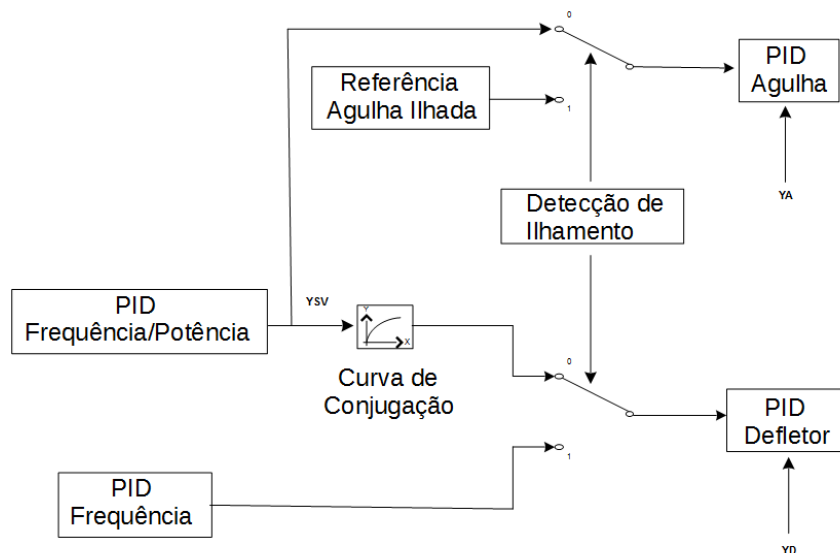 0
PID
Agulha
Referência
Agulha Ilhada
1
YA
Detecção de
Ilhamento
PID
Frequência/Potência
YSV
Y
X
Curva de
Conjugação
0
PID
Defletor
1
PID
Frequência
YD